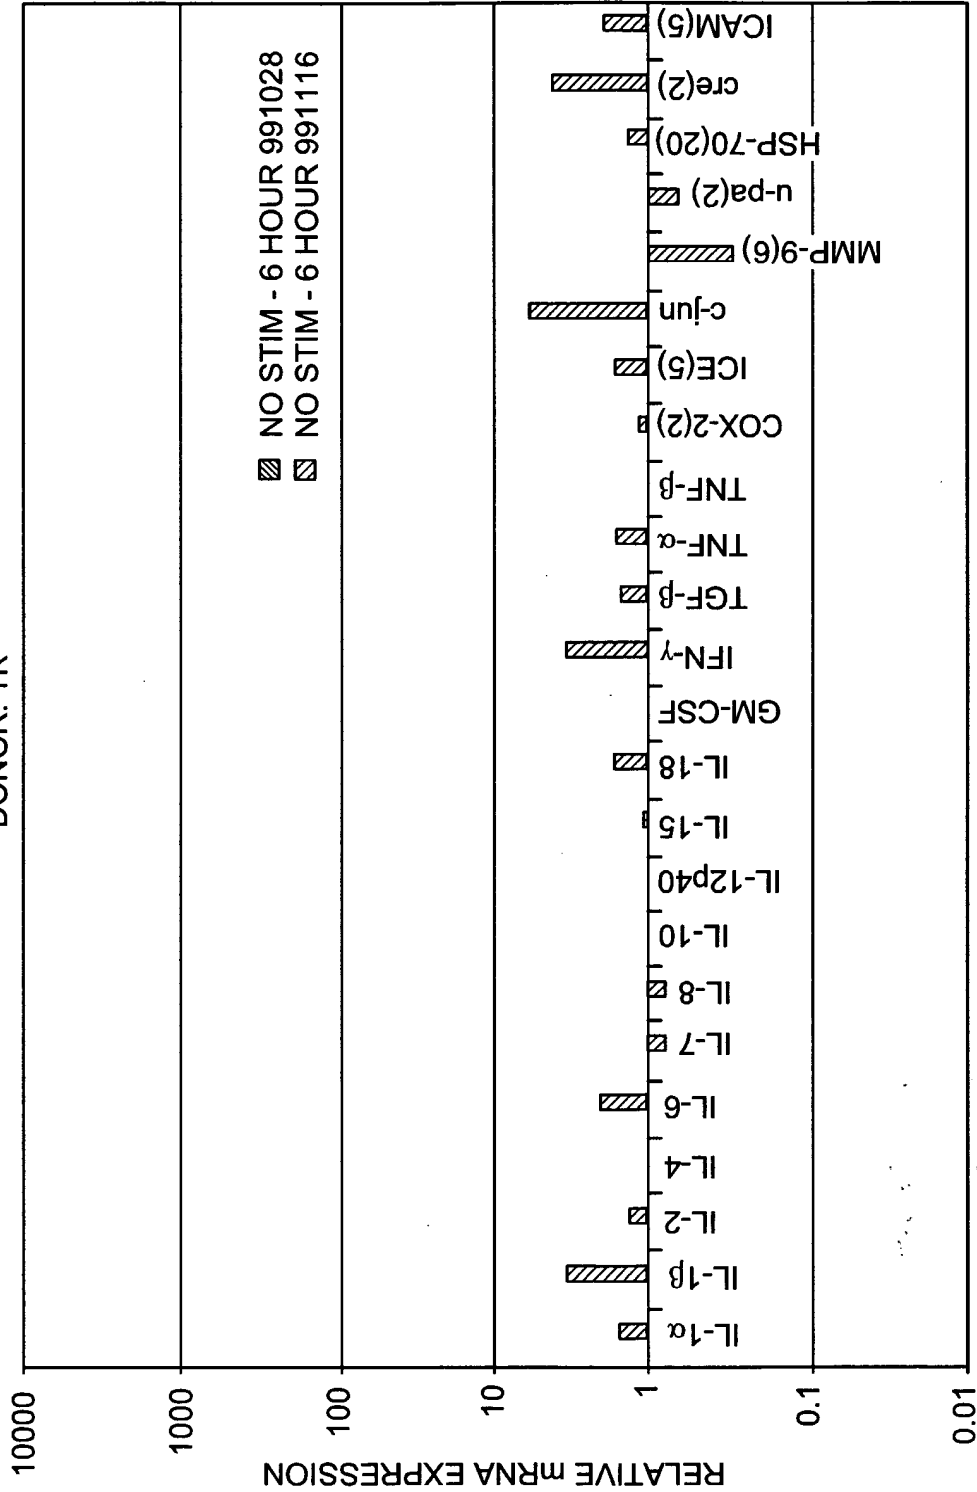 NO STIM - 6 HOUR 991028
NO STIM - 6 HOUR 991116
RELATIVE mRNA EXPRESSION
10000
1000
100
10
1
0.1
0.01
IL-1α
IL-1β
IL-2
IL-4
IL-6
IL-7
IL-8
IL-10
IL-12p40
IL-15
IL-18
GM-CSF
IFN-γ
TGF-β
TNF-α
TNF-β
COX-2(2)
ICE(5)
c-jun
MMP-9(6)
u-pa(2)
HSP-70(20)
cre(2)
ICAM(5)